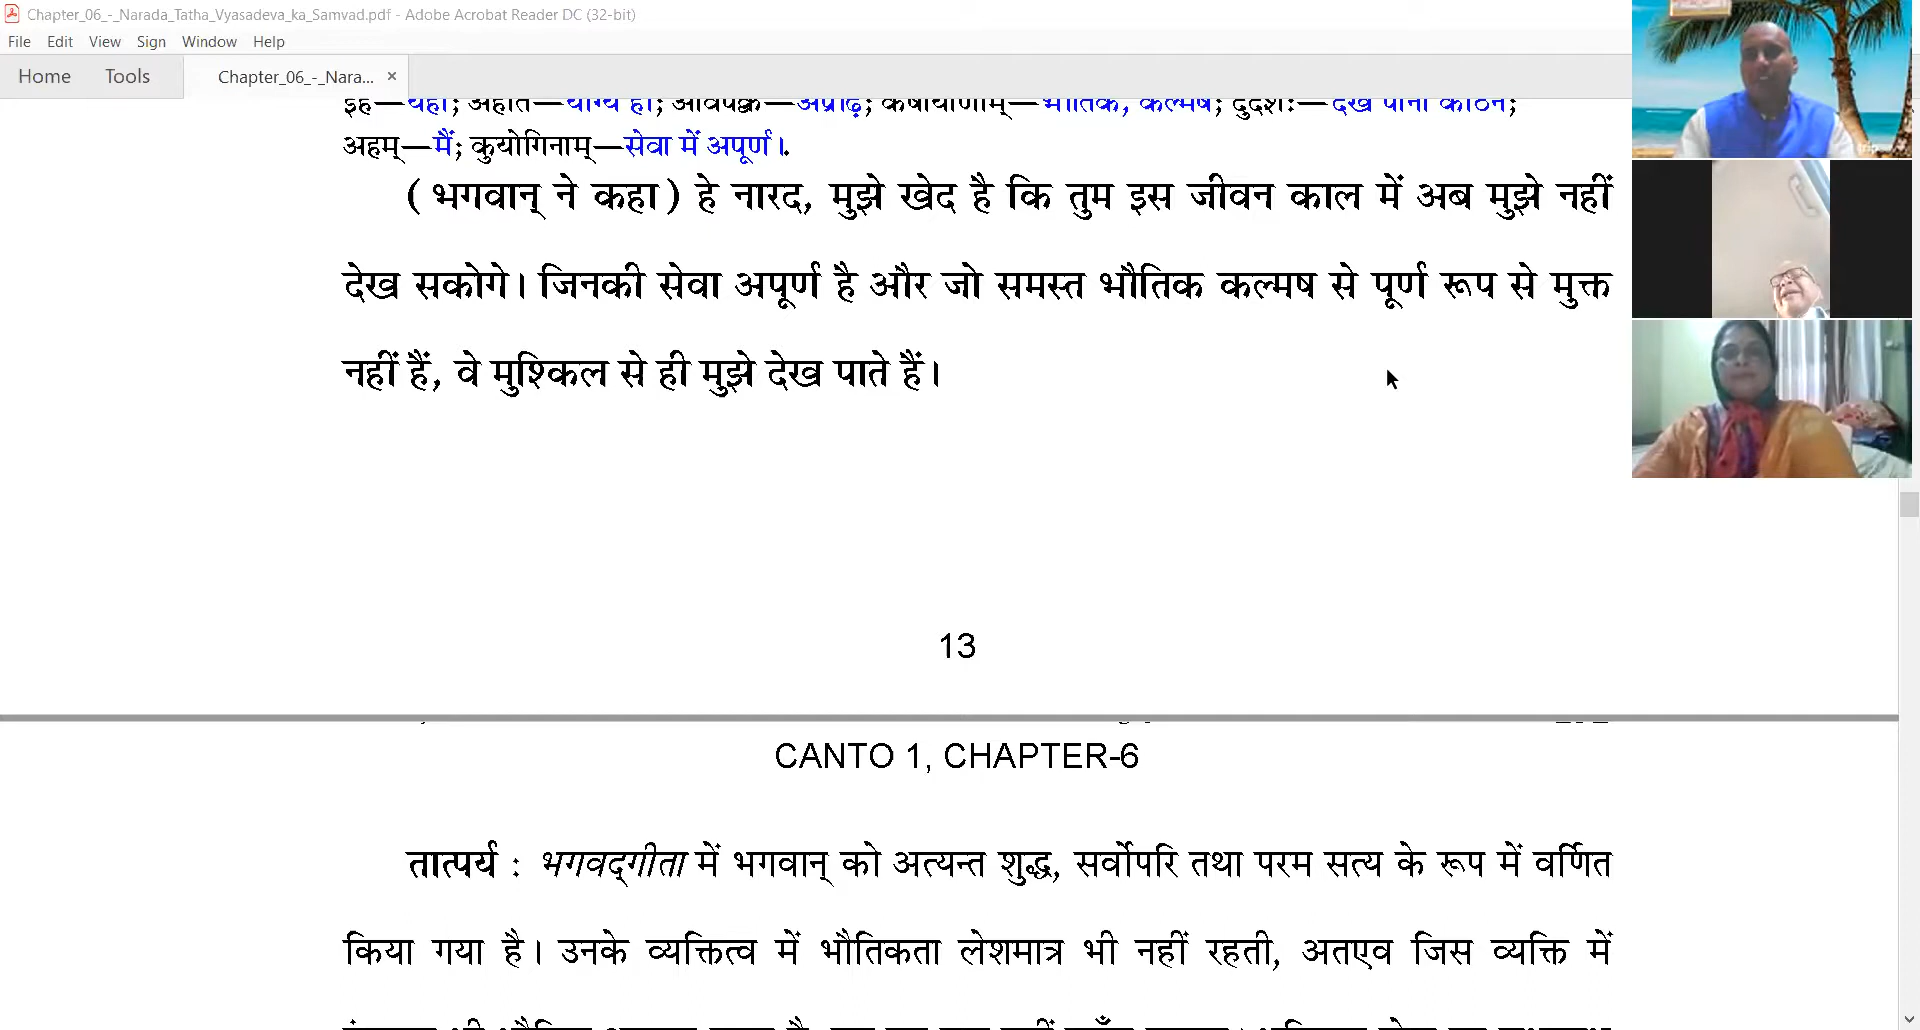 Chapter_06_-_Narada_Tatha_Vyasadeva_ka_Samvad.pdf - Adobe Acrobat Reader DC (32-bit)
File Edit View Sign Window Help
Home Tools Chapter_06_-_Nara... ×
अहम्—मैं; कुयोगिनाम्—सेवा में अपूर्ण।.
( भगवान् ने कहा ) हे नारद, मुझे खेद है कि तुम इस जीवन काल में अब मुझे नहीं
देख सकोगे। जिनकी सेवा अपूर्ण है और जो समस्त भौतिक कल्मष से पूर्ण रूप से मुक्त
नहीं हैं, वे मुश्किल से ही मुझे देख पाते हैं।
13
CANTO 1, CHAPTER-6
तात्पर्य : भगवद्‌गीता में भगवान् को अत्यन्त शुद्ध, सर्वोपरि तथा परम सत्य के रूप में वर्णित
किया गया है। उनके व्यक्तित्व में भौतिकता लेशमात्र भी नहीं रहती, अतएव जिस व्यक्ति में